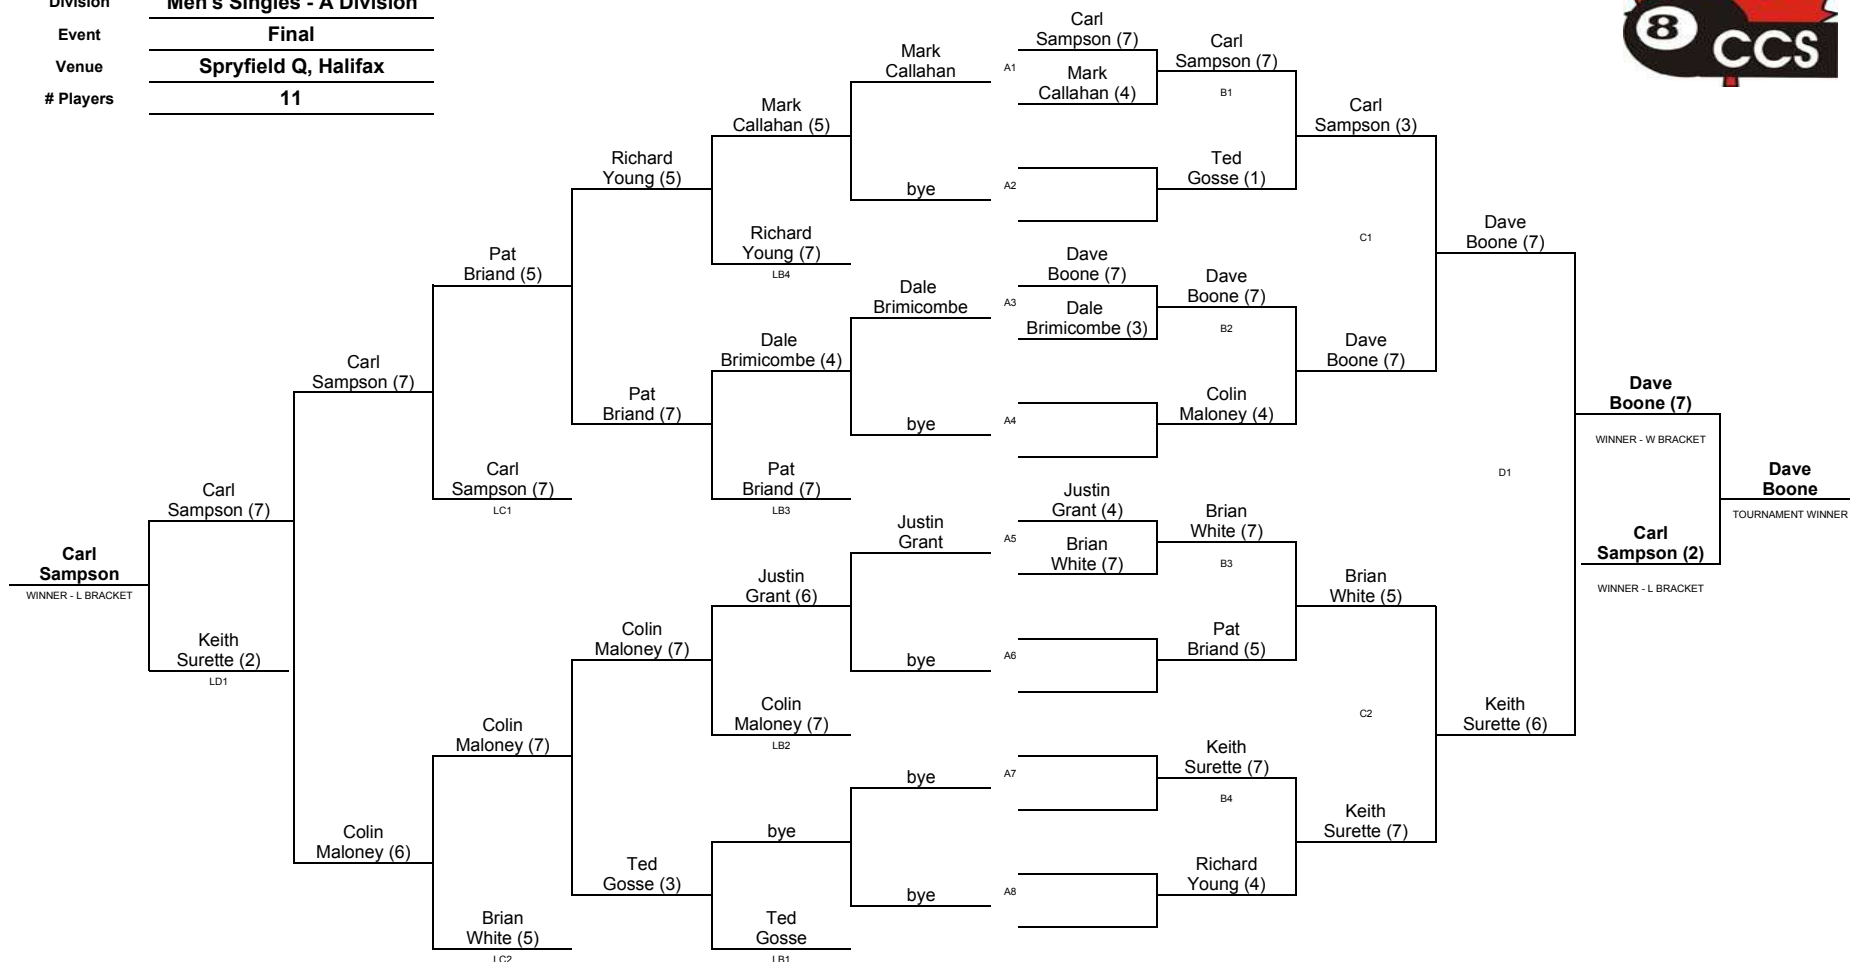 Division Men's Singles - A Division
Event Final
Venue Spryfield Q, Halifax
# Players 11
8
CCS
Carl
Sampson
WINNER - L BRACKET
Carl
Sampson (7)
Keith
Surette (2)
LD1
Carl
Sampson (7)
Colin
Maloney (6)
Pat
Briand (5)
Carl
Sampson (7)
LC1
Colin
Maloney (7)
Brian
White (5)
LC2
Richard
Young (5)
Pat
Briand (7)
Colin
Maloney (7)
Ted
Gosse (3)
Mark
Callahan (5)
Richard
Young (7)
LB4
Dale
Brimicombe (4)
Pat
Briand (7)
LB3
Justin
Grant (6)
Colin
Maloney (7)
LB2
bye
Ted
Gosse
LB1
Mark
Callahan
bye
Dale
Brimicombe
bye
Justin
Grant
bye
bye
bye
A1
A2
A3
A4
A5
A6
A7
A8
Carl
Sampson (7)
Mark
Callahan (4)
Dave
Boone (7)
Dale
Brimicombe (3)
Justin
Grant (4)
Brian
White (7)
Carl
Sampson (7)
B1
Ted
Gosse (1)
Dave
Boone (7)
B2
Colin
Maloney (4)
Brian
White (7)
B3
Pat
Briand (5)
Keith
Surette (7)
B4
Richard
Young (4)
Carl
Sampson (3)
C1
Dave
Boone (7)
Brian
White (5)
C2
Keith
Surette (7)
Dave
Boone (7)
D1
Keith
Surette (6)
Dave
Boone (7)
WINNER - W BRACKET
Carl
Sampson (2)
WINNER - L BRACKET
Dave
Boone
TOURNAMENT WINNER